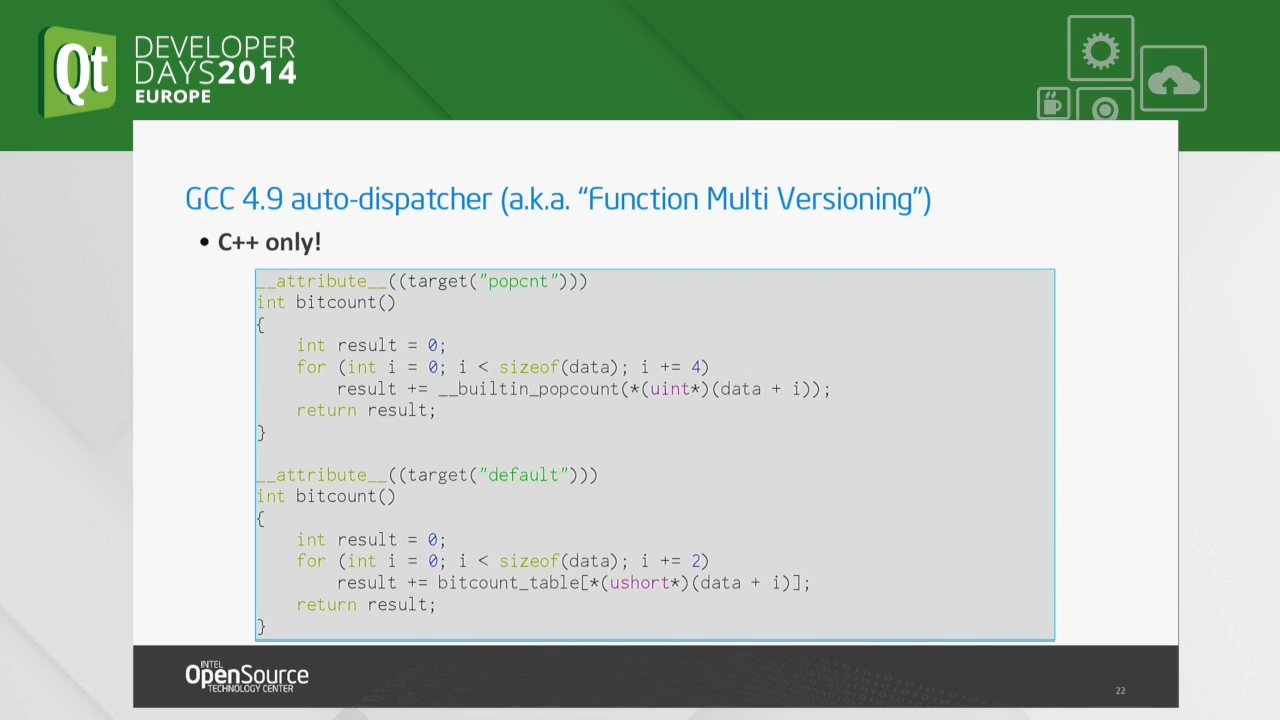 Qt DEVELOPER
DAYS2014
EUROPE
GCC 4.9 auto-dispatcher (a.k.a. “Function Multi Versioning”)
• C++ only!
__attribute__((target("popcnt")))
int bitcount()
{
    int result = 0;
    for (int i = 0; i < sizeof(data); i += 4)
        result += __builtin_popcount(*(uint*)(data + i));
    return result;
}
__attribute__((target("default")))
int bitcount()
{
    int result = 0;
    for (int i = 0; i < sizeof(data); i += 2)
        result += bitcount_table[*(ushort*)(data + i)];
    return result;
}
INTEL
OpenSource
TECHNOLOGY CENTER
22